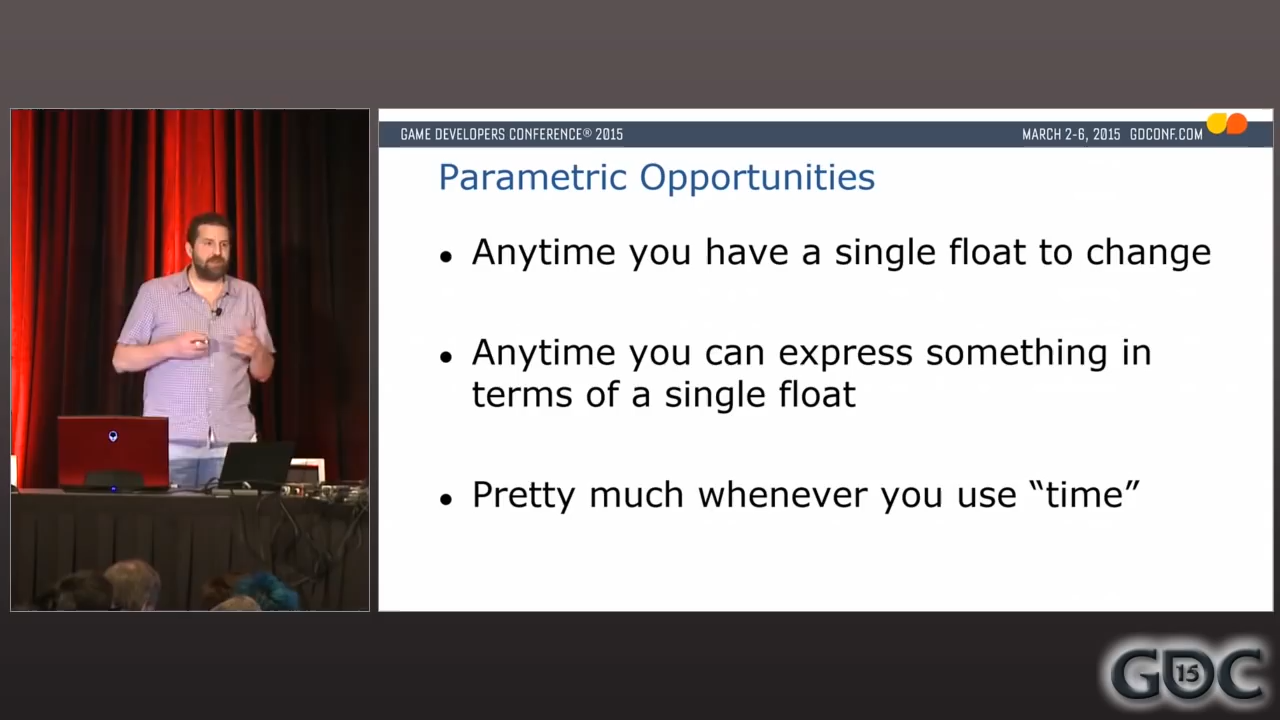 GAME DEVELOPERS CONFERENCE® 2015
MARCH 2-6, 2015 GDCONF.COM
Parametric Opportunities
• Anytime you have a single float to change
• Anytime you can express something in
terms of a single float
• Pretty much whenever you use “time”
GDC
15